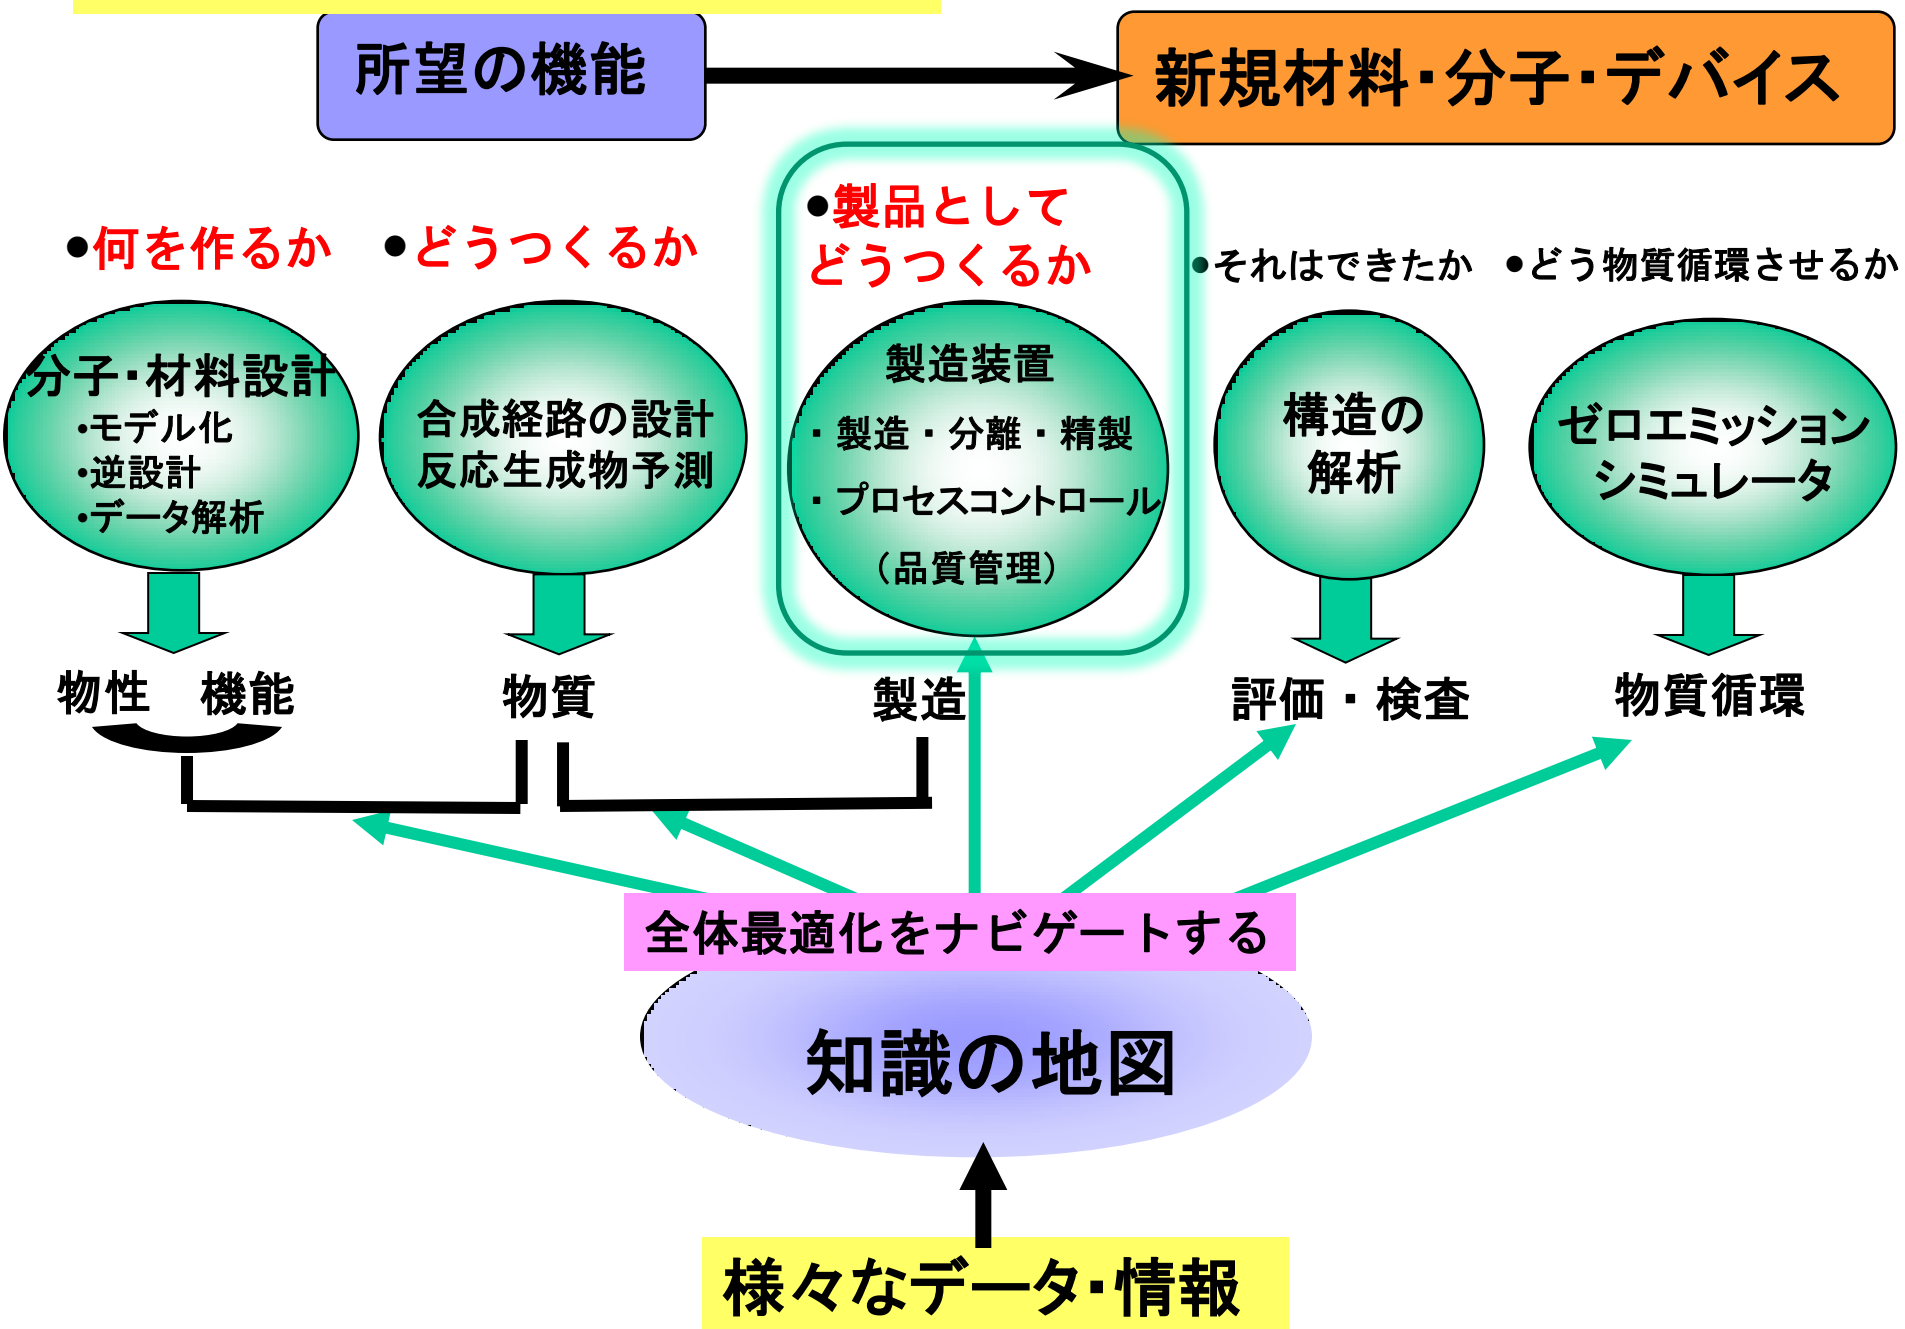 所望の機能
新規材料・分子・デバイス
●何を作るか
●どうつくるか
●製品として
どうつくるか
●それはできたか
●どう物質循環させるか
分子・材料設計
•モデル化
•逆設計
•データ解析
合成経路の設計
反応生成物予測
製造装置
・製造・分離・精製
・プロセスコントロール
（品質管理）
構造の
解析
ゼロエミッション
シミュレータ
物性　機能
物質
製造
評価・検査
物質循環
全体最適化をナビゲートする
知識の地図
様々なデータ・情報